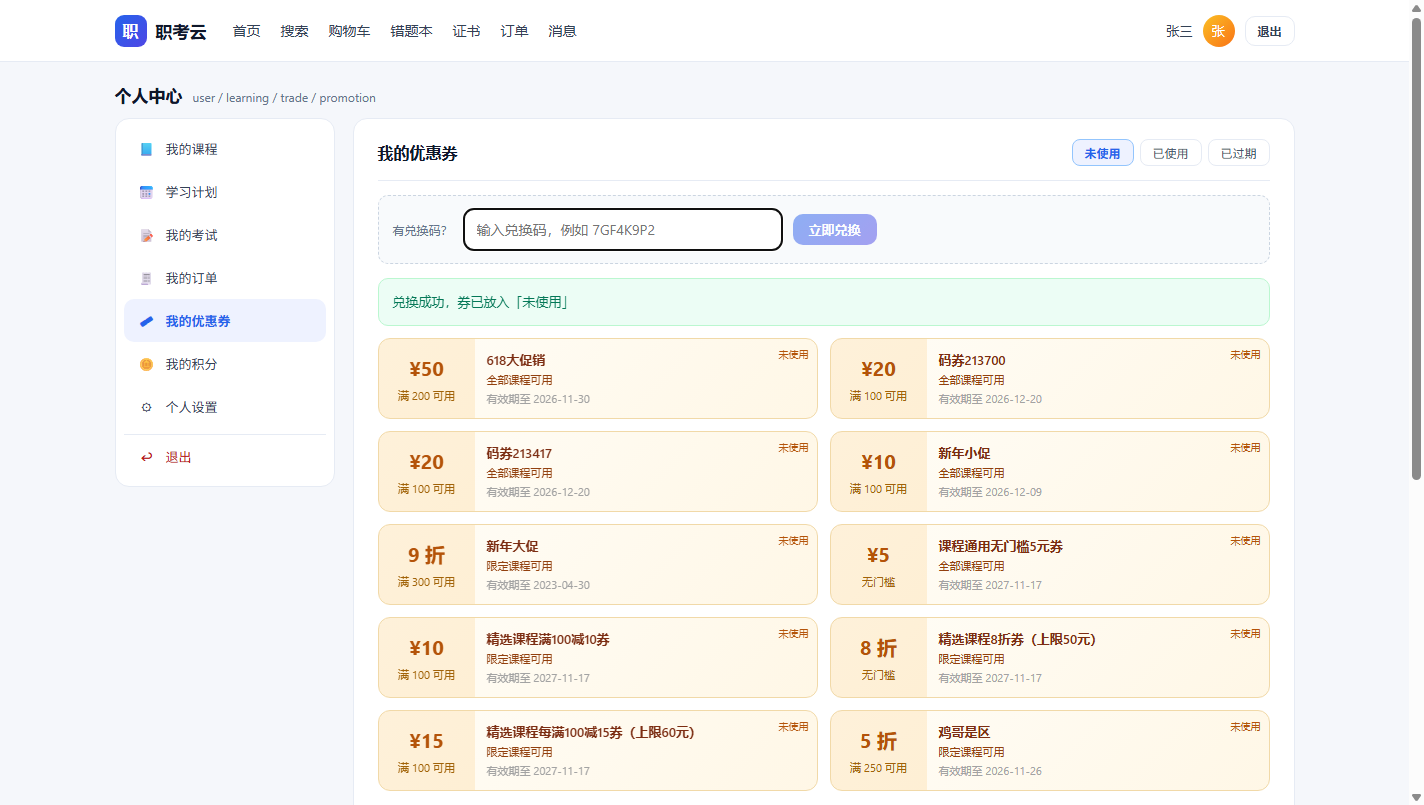 职 职考云 首页 搜索 购物车 错题本 证书 订单 消息 张三 张 退出
个人中心 user / learning / trade / promotion
我的课程
学习计划
我的考试
我的订单
我的优惠券
我的积分
个人设置
退出
我的优惠券 未使用 已使用 已过期
有兑换码? 输入兑换码，例如 7GF4K9P2 立即兑换
兑换成功，券已放入「未使用」
¥50
满 200 可用
618大促销
全部课程可用
有效期至 2026-11-30
未使用
¥20
满 100 可用
码券213700
全部课程可用
有效期至 2026-12-20
未使用
¥20
满 100 可用
码券213417
全部课程可用
有效期至 2026-12-20
未使用
¥10
满 100 可用
新年小促
全部课程可用
有效期至 2026-12-09
未使用
9 折
满 300 可用
新年大促
限定课程可用
有效期至 2023-04-30
未使用
¥5
无门槛
课程通用无门槛5元券
全部课程可用
有效期至 2027-11-17
未使用
¥10
满 100 可用
精选课程满100减10券
限定课程可用
有效期至 2027-11-17
未使用
8 折
无门槛
精选课程8折券（上限50元）
限定课程可用
有效期至 2027-11-17
未使用
¥15
满 100 可用
精选课程每满100减15券（上限60元）
限定课程可用
有效期至 2027-11-17
未使用
5 折
满 250 可用
鸡哥是区
限定课程可用
有效期至 2026-11-26
未使用